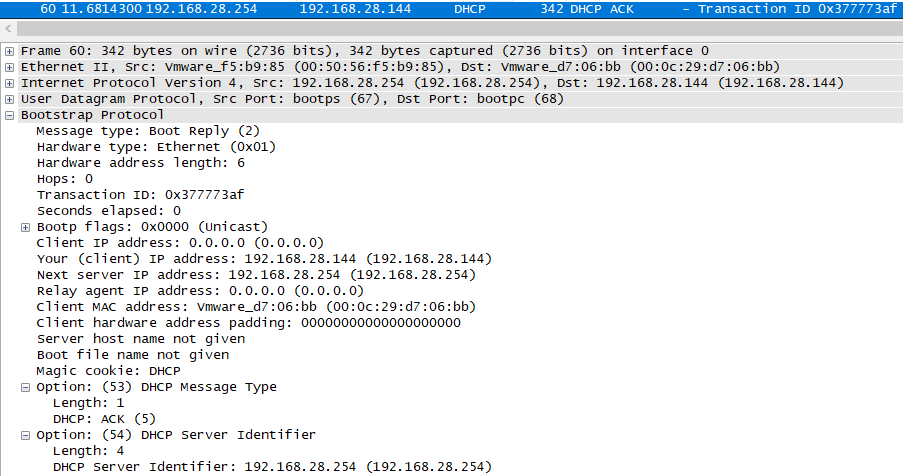 60 11.6814300 192.168.28.254 192.168.28.144 DHCP 342 DHCP ACK - Transaction ID 0x377773af
Frame 60: 342 bytes on wire (2736 bits), 342 bytes captured (2736 bits) on interface 0
Ethernet II, Src: Vmware_f5:b9:85 (00:50:56:f5:b9:85), Dst: Vmware_d7:06:bb (00:0c:29:d7:06:bb)
Internet Protocol Version 4, Src: 192.168.28.254 (192.168.28.254), Dst: 192.168.28.144 (192.168.28.144)
User Datagram Protocol, Src Port: bootps (67), Dst Port: bootpc (68)
Bootstrap Protocol
Message type: Boot Reply (2)
Hardware type: Ethernet (0x01)
Hardware address length: 6
Hops: 0
Transaction ID: 0x377773af
Seconds elapsed: 0
Bootp flags: 0x0000 (Unicast)
Client IP address: 0.0.0.0 (0.0.0.0)
Your (client) IP address: 192.168.28.144 (192.168.28.144)
Next server IP address: 192.168.28.254 (192.168.28.254)
Relay agent IP address: 0.0.0.0 (0.0.0.0)
Client MAC address: Vmware_d7:06:bb (00:0c:29:d7:06:bb)
Client hardware address padding: 00000000000000000000
Server host name not given
Boot file name not given
Magic cookie: DHCP
Option: (53) DHCP Message Type
Length: 1
DHCP: ACK (5)
Option: (54) DHCP Server Identifier
Length: 4
DHCP Server Identifier: 192.168.28.254 (192.168.28.254)